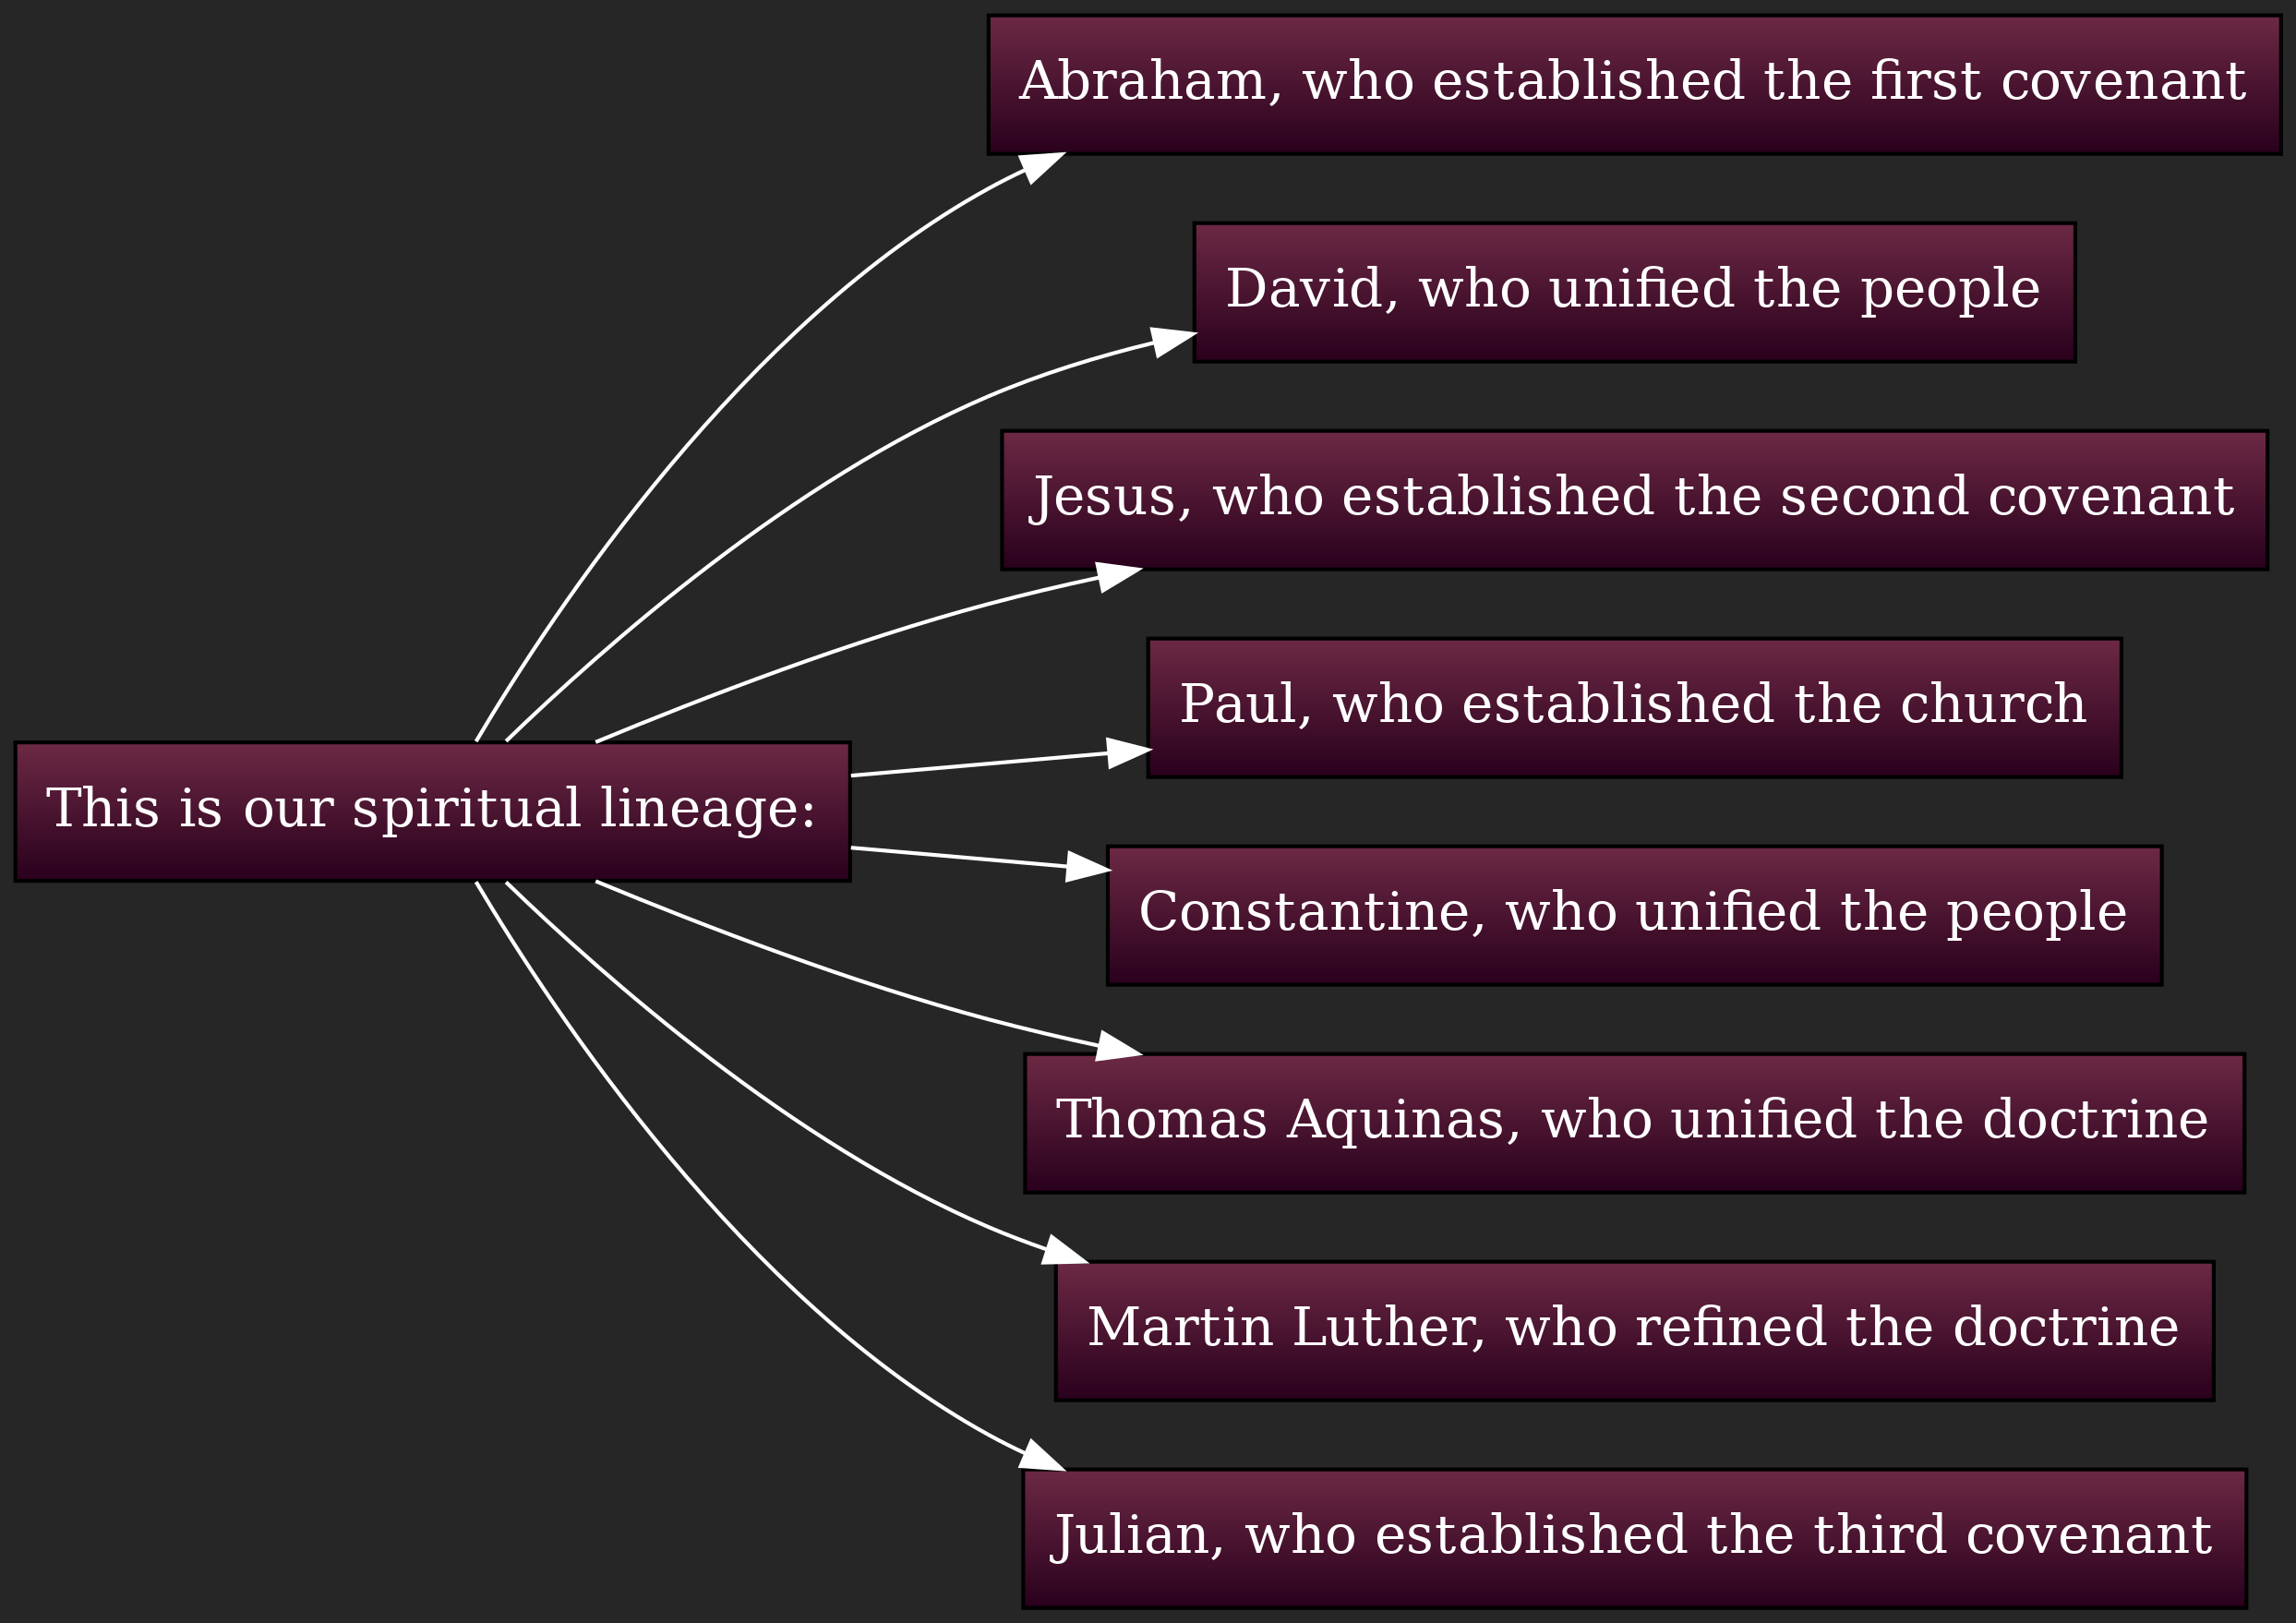 This is our spiritual lineage:
Abraham, who established the first covenant
David, who unified the people
Jesus, who established the second covenant
Paul, who established the church
Constantine, who unified the people
Thomas Aquinas, who unified the doctrine
Martin Luther, who refined the doctrine
Julian, who established the third covenant